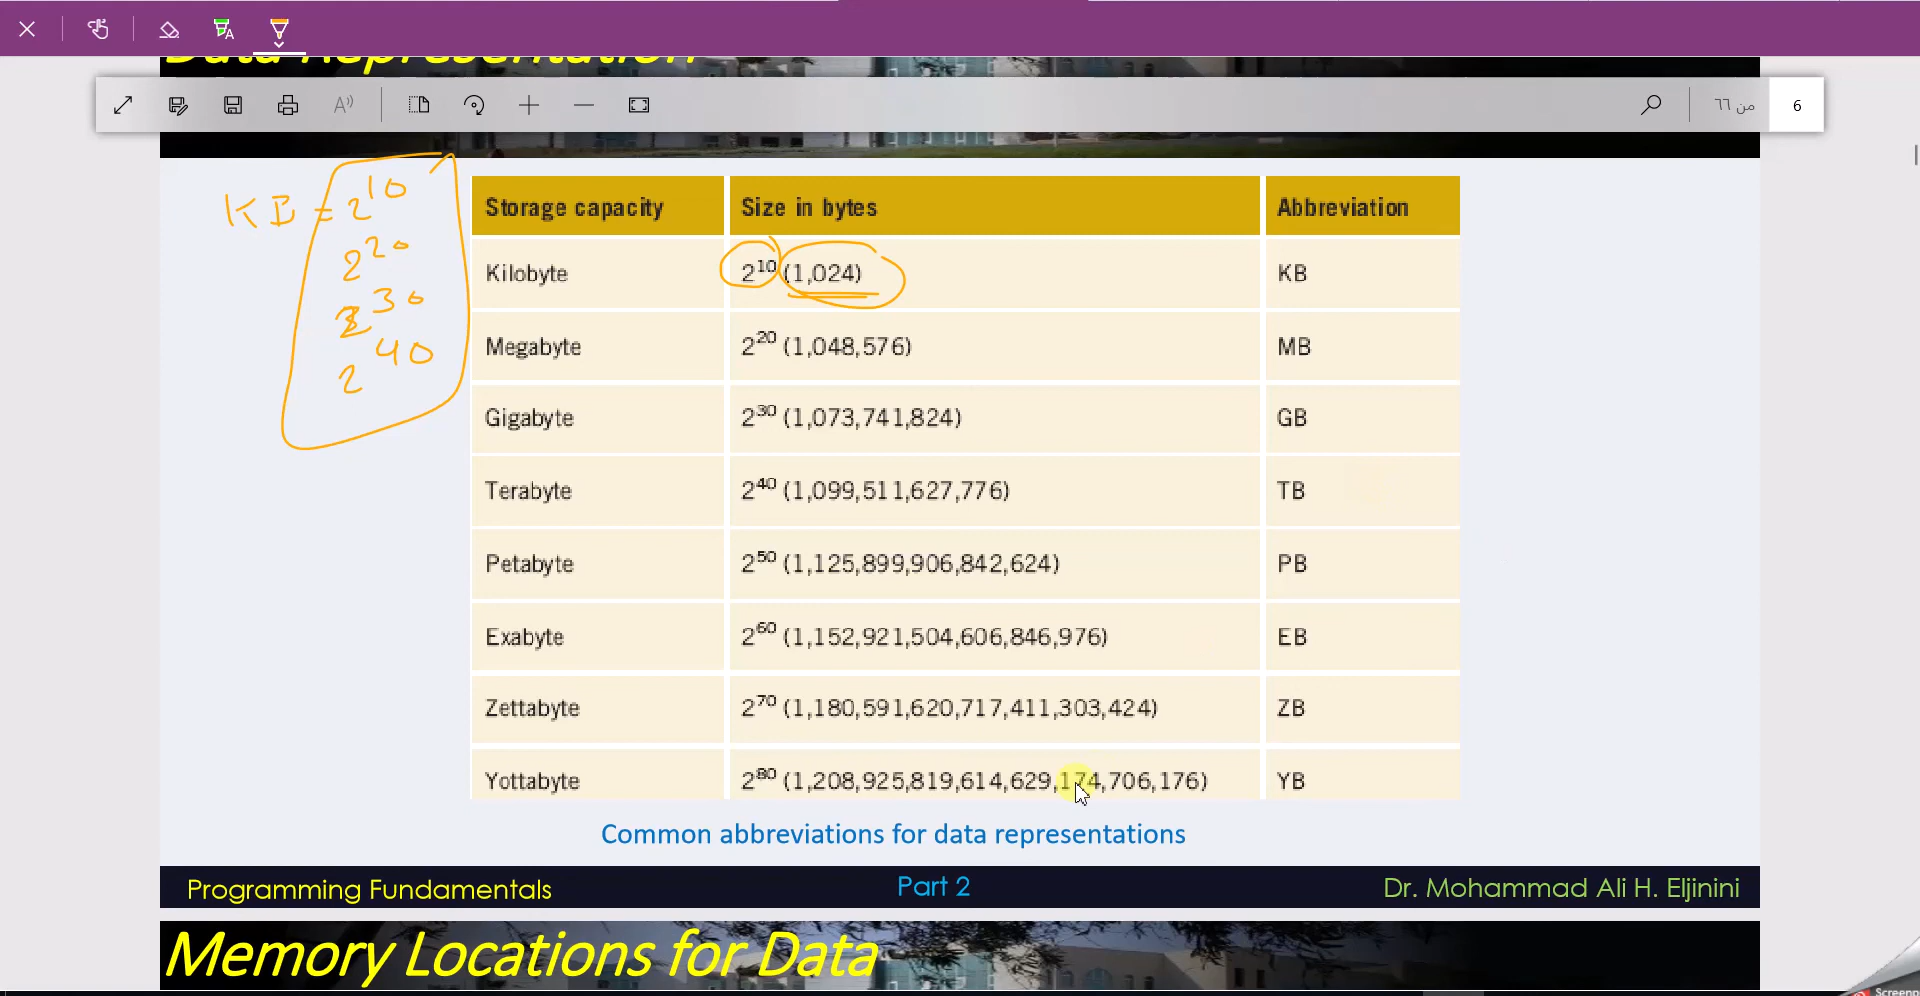 Data Representation
من ٦٦
6
KB = 2^10
2^20
2^30
2^40
Storage capacity Size in bytes Abbreviation
Kilobyte 2^10 (1,024) KB
Megabyte 2^20 (1,048,576) MB
Gigabyte 2^30 (1,073,741,824) GB
Terabyte 2^40 (1,099,511,627,776) TB
Petabyte 2^50 (1,125,899,906,842,624) PB
Exabyte 2^60 (1,152,921,504,606,846,976) EB
Zettabyte 2^70 (1,180,591,620,717,411,303,424) ZB
Yottabyte 2^80 (1,208,925,819,614,629,174,706,176) YB
Common abbreviations for data representations
Programming Fundamentals Part 2 Dr. Mohammad Ali H. Eljinini
Memory Locations for Data